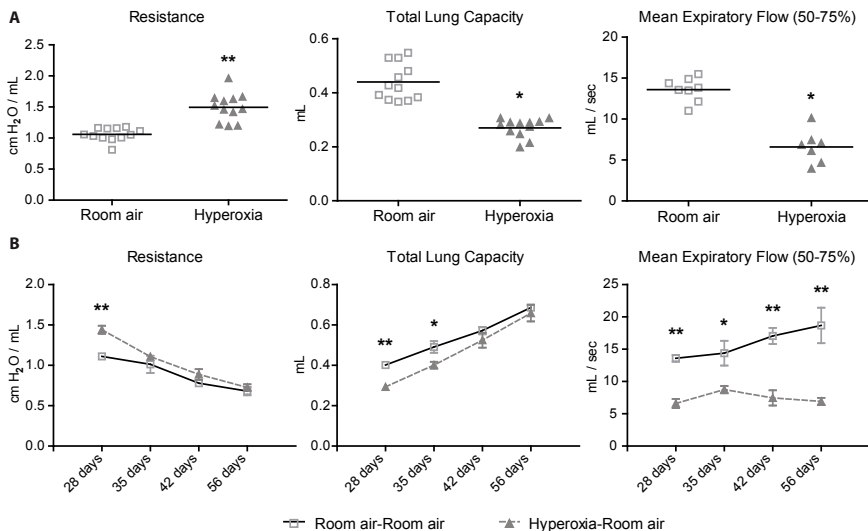 A
Resistance
cm H2O / mL
2.0
1.5
1.0
0.5
0.0
**
Room air
Hyperoxia
Total Lung Capacity
mL
0.6
0.4
0.2
0.0
*
Room air
Hyperoxia
Mean Expiratory Flow (50-75%)
mL / sec
20
15
10
5
0
*
Room air
Hyperoxia
B
Resistance
cm H2O / mL
2.0
1.5
1.0
0.5
0.0
**
28 days
35 days
42 days
56 days
Total Lung Capacity
mL
0.8
0.6
0.4
0.2
0.0
**
*
28 days
35 days
42 days
56 days
Mean Expiratory Flow (50-75%)
mL / sec
25
20
15
10
5
0
**
*
**
**
28 days
35 days
42 days
56 days
Room air-Room air
Hyperoxia-Room air